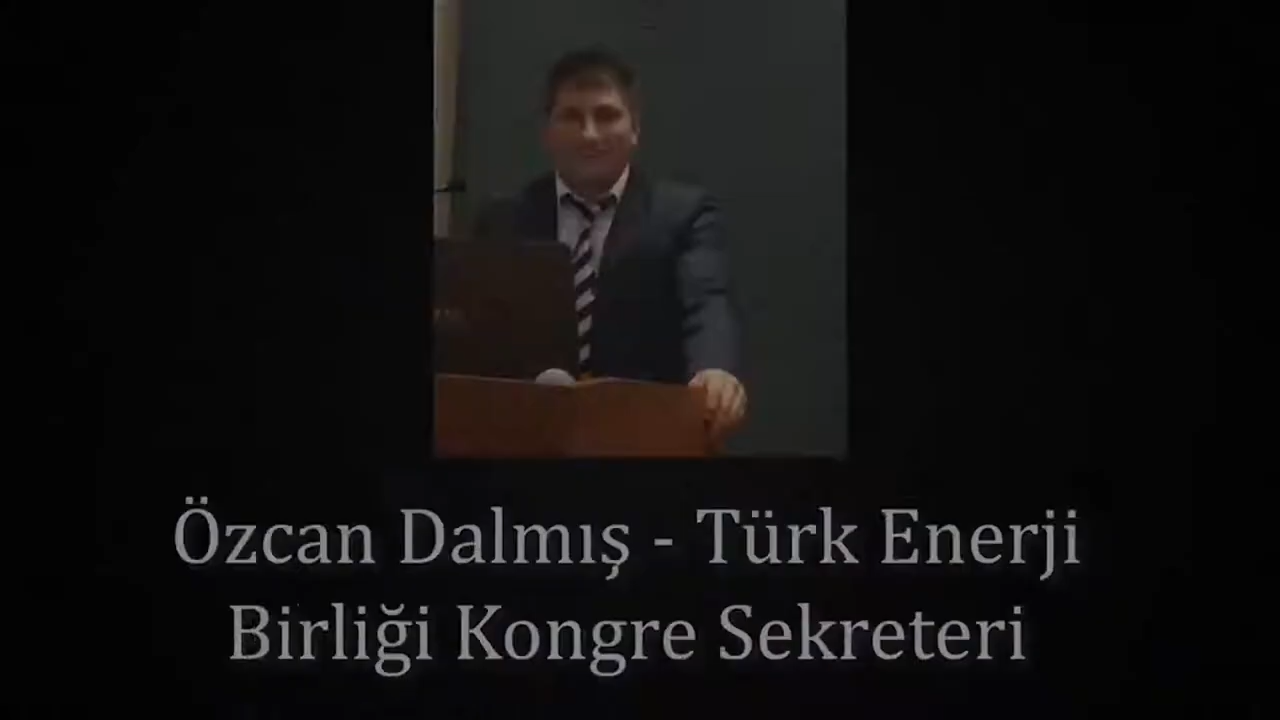 Özcan Dalmış - Türk Enerji
Birliği Kongre Sekreteri